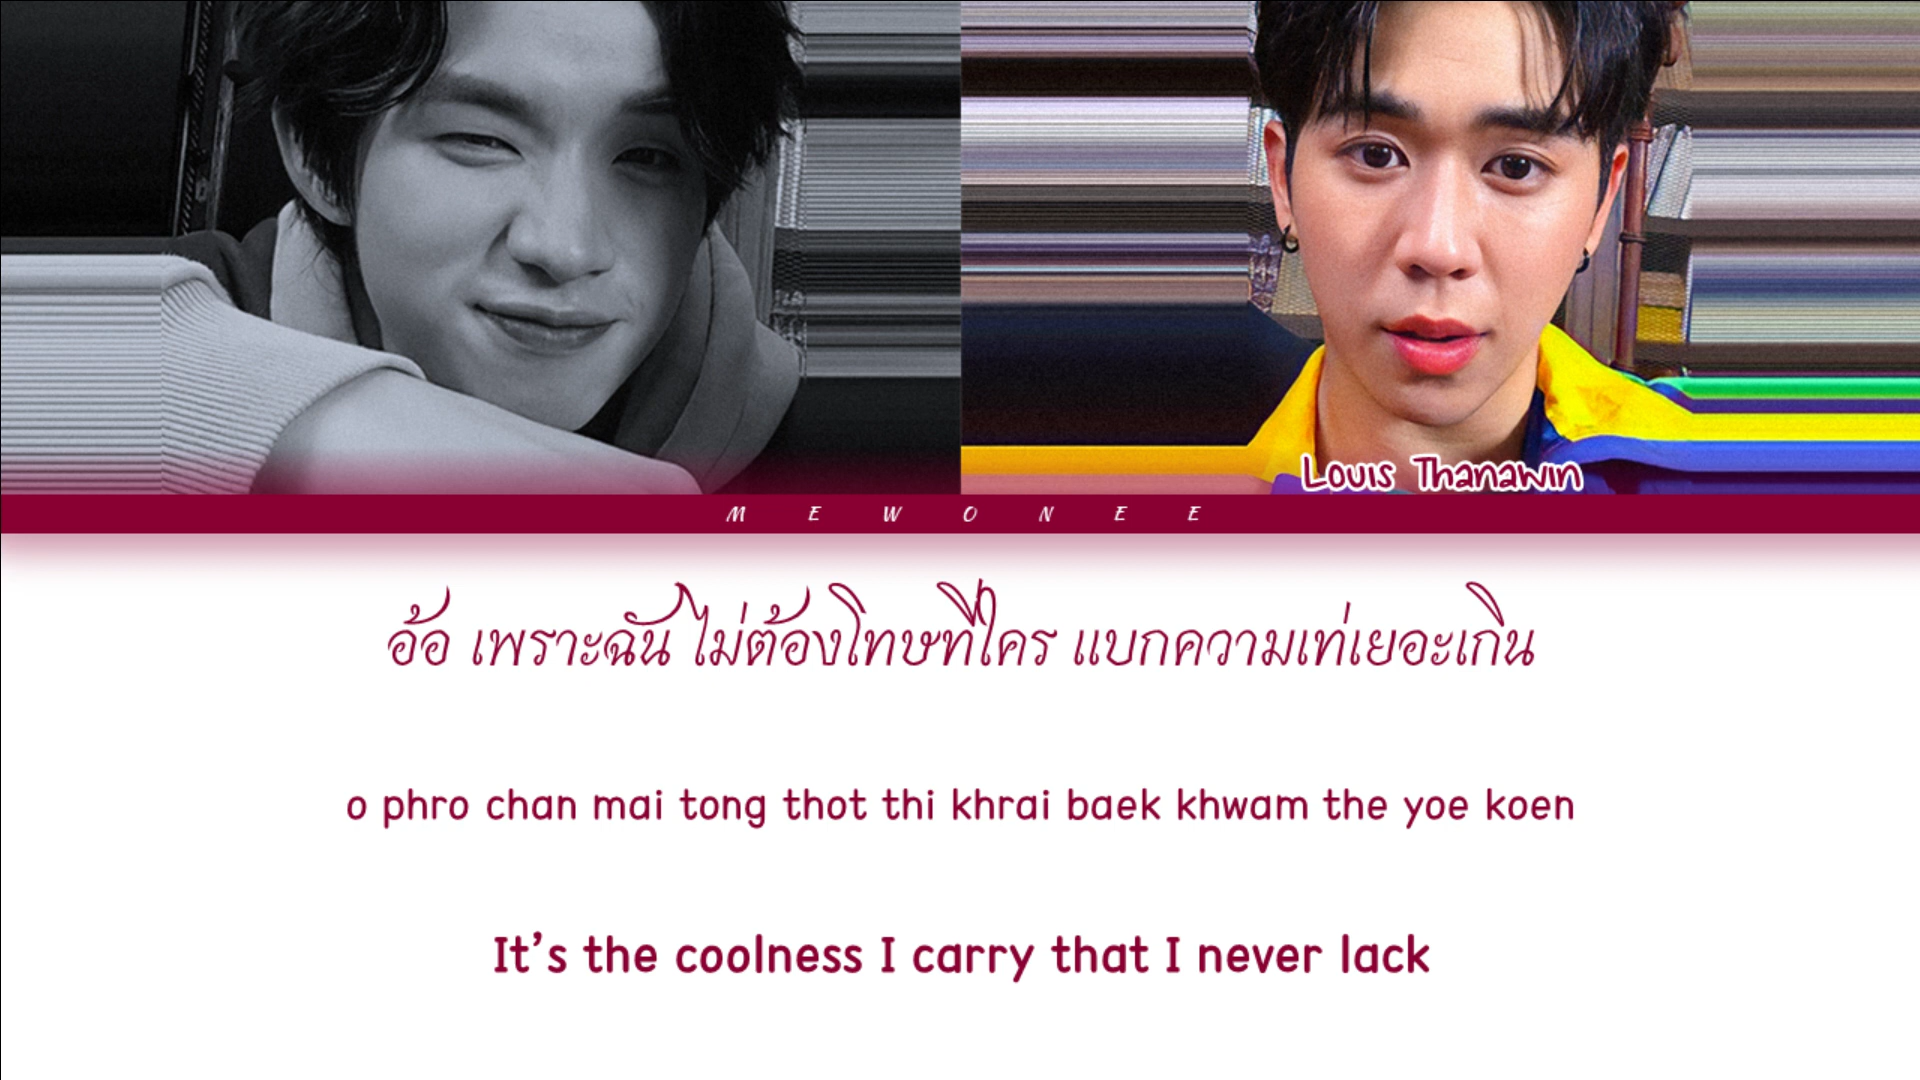 Louis Thanawin
M E W O N E E
อ้อ เพราะฉัน ไม่ต้องโทษที่ใคร แบกความเท่เยอะเกิน
o phro chan mai tong thot thi khrai baek khwam the yoe koen
It's the coolness I carry that I never lack